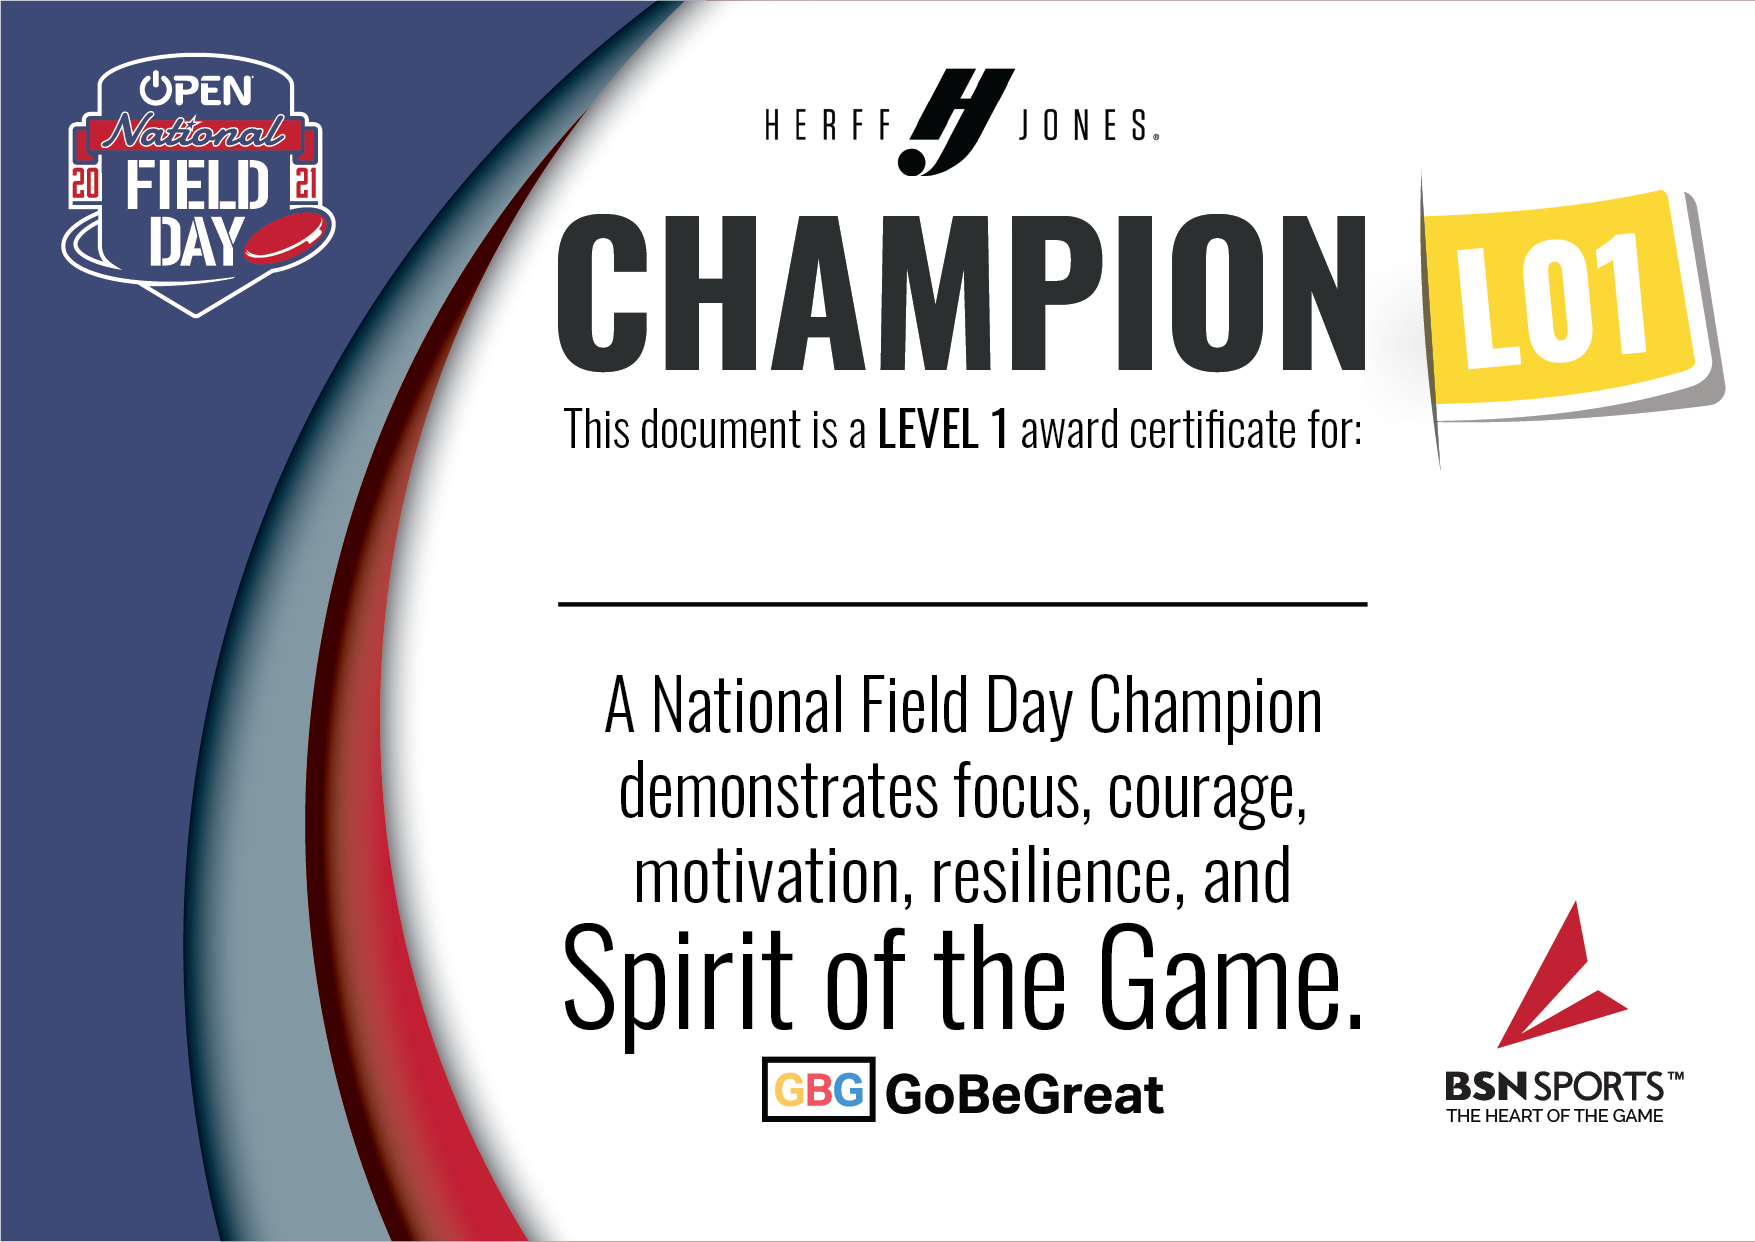 OPEN
National
20 21
FIELD
DAY
HERFF JONES®
CHAMPION
L01
This document is a LEVEL 1 award certificate for:
A National Field Day Champion
demonstrates focus, courage,
motivation, resilience, and
Spirit of the Game.
GBG GoBeGreat
BSN SPORTS™
THE HEART OF THE GAME